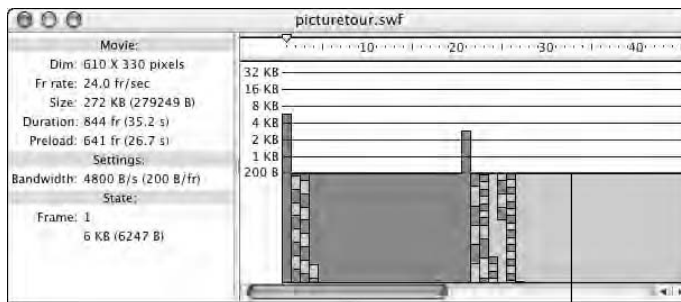 picturetour.swf
Movie:
Dim: 610 X 330 pixels
Fr rate: 24.0 fr/sec
Size: 272 KB (279249 B)
Duration: 844 fr (35.2 s)
Preload: 641 fr (26.7 s)
Settings:
Bandwidth: 4800 B/s (200 B/fr)
State:
Frame: 1
6 KB (6247 B)
10 20 30 40
32 KB
16 KB
8 KB
4 KB
2 KB
1 KB
200 B